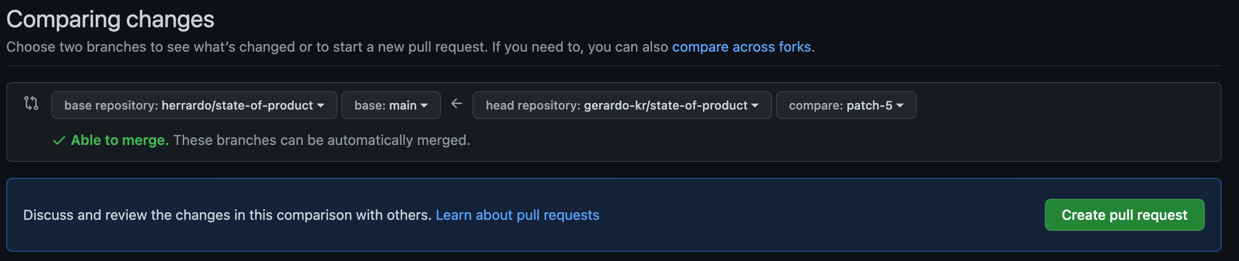 Comparing changes
Choose two branches to see what's changed or to start a new pull request. If you need to, you can also compare across forks.
base repository: herrardo/state-of-product base: main head repository: gerardo-kr/state-of-product compare: patch-5
Able to merge. These branches can be automatically merged.
Discuss and review the changes in this comparison with others. Learn about pull requests Create pull request